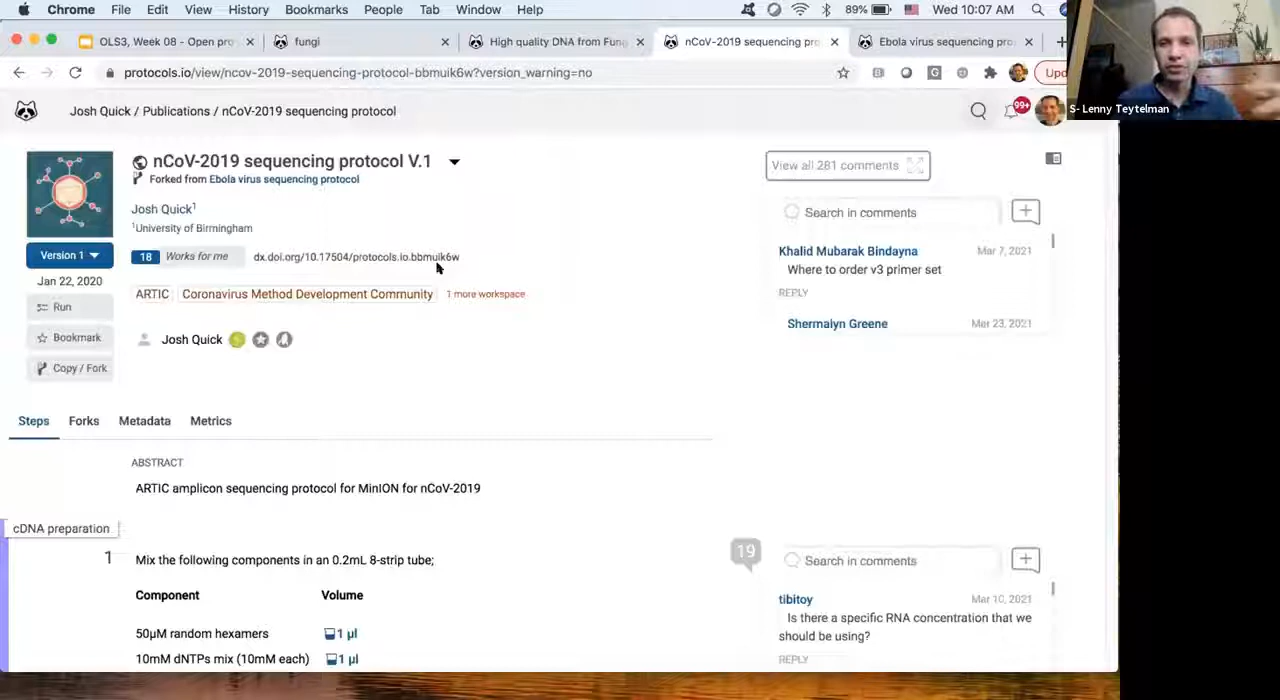 Chrome File Edit View History Bookmarks People Tab Window Help 89% Wed 10:07 AM
OLS3, Week 08 - Open pro
fungi
High quality DNA from Fung
nCoV-2019 sequencing pro
Ebola virus sequencing pro
protocols.io/view/ncov-2019-sequencing-protocol-bbmuik6w?version_warning=no
S- Lenny Teytelman
Josh Quick / Publications / nCoV-2019 sequencing protocol
99+
nCoV-2019 sequencing protocol V.1
Forked from Ebola virus sequencing protocol
Josh Quick1
1University of Birmingham
Version 1
18 Works for me dx.doi.org/10.17504/protocols.io.bbmuik6w
Jan 22, 2020
ARTIC Coronavirus Method Development Community 1 more workspace
Run
Bookmark
Josh Quick
Copy / Fork
View all 281 comments
Search in comments
Khalid Mubarak Bindayna Mar 7, 2021
Where to order v3 primer set
REPLY
Shermalyn Greene Mar 23, 2021
Steps Forks Metadata Metrics
ABSTRACT
ARTIC amplicon sequencing protocol for MinION for nCoV-2019
cDNA preparation
1 Mix the following components in an 0.2mL 8-strip tube;
Component Volume
50µM random hexamers 1 µl
10mM dNTPs mix (10mM each) 1 µl
19
Search in comments
tibitoy Mar 10, 2021
Is there a specific RNA concentration that we
should be using?
REPLY